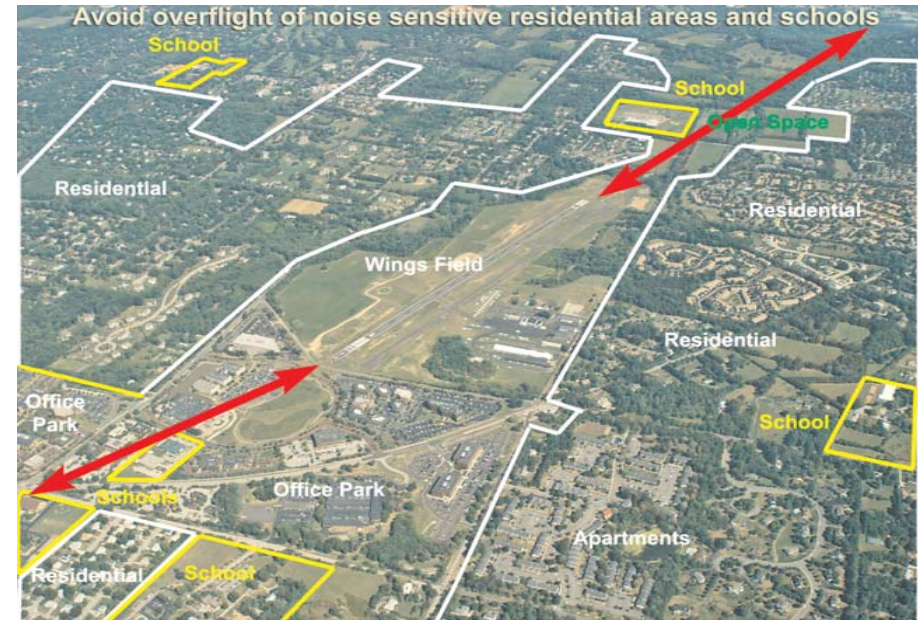 Avoid overflight of noise sensitive residential areas and schools
School
School
Open Space
Residential
Residential
Wings Field
Residential
Office
Park
School
Schools
Office Park
Apartments
Residential
School